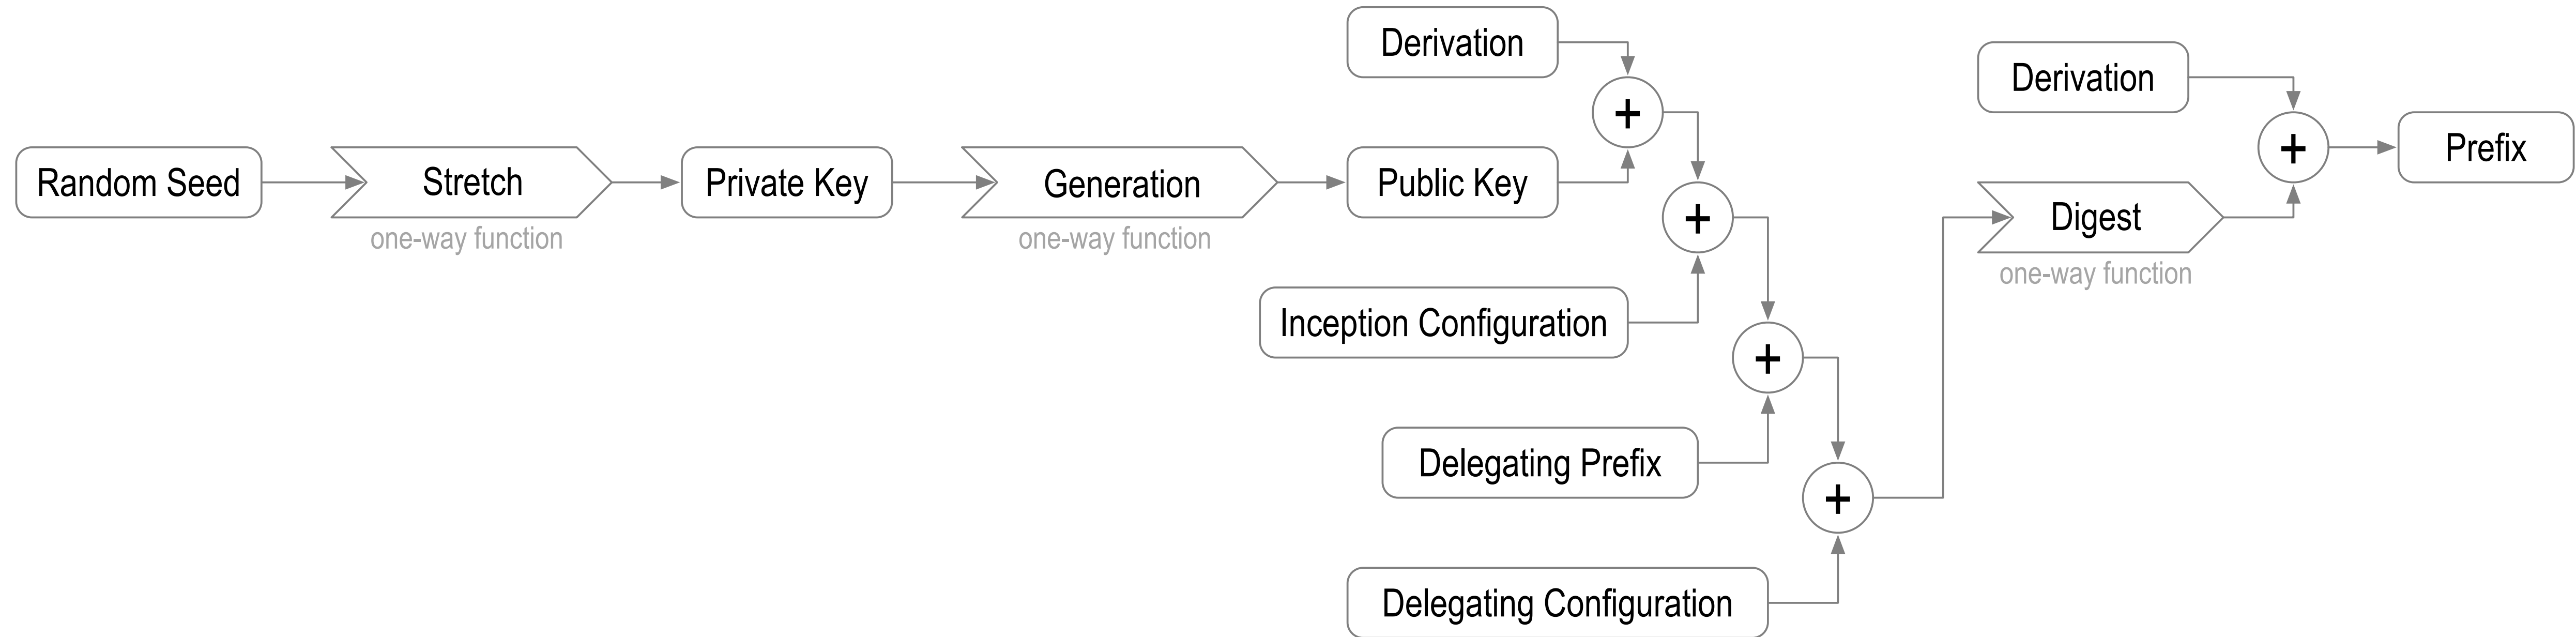 Random Seed
Stretch
one-way function
Private Key
Generation
one-way function
Derivation
+
Public Key
+
Inception Configuration
+
Delegating Prefix
+
Delegating Configuration
Derivation
+
Digest
one-way function
Prefix